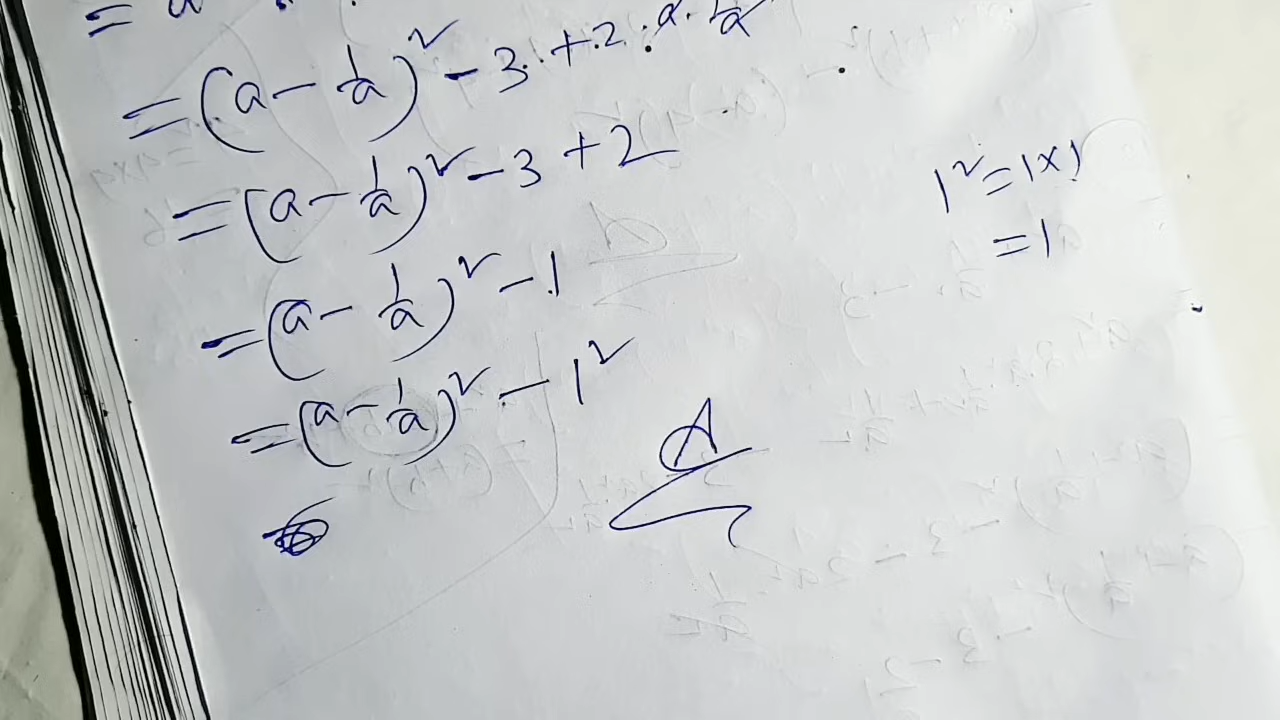 = a
= (a - 1/a)² - 3 + 2 · a · 1/a
= (a - 1/a)² - 3 + 2
= (a - 1/a)² - 1
= (a - 1/a)² - 1²
A
1² = 1×1
= 1